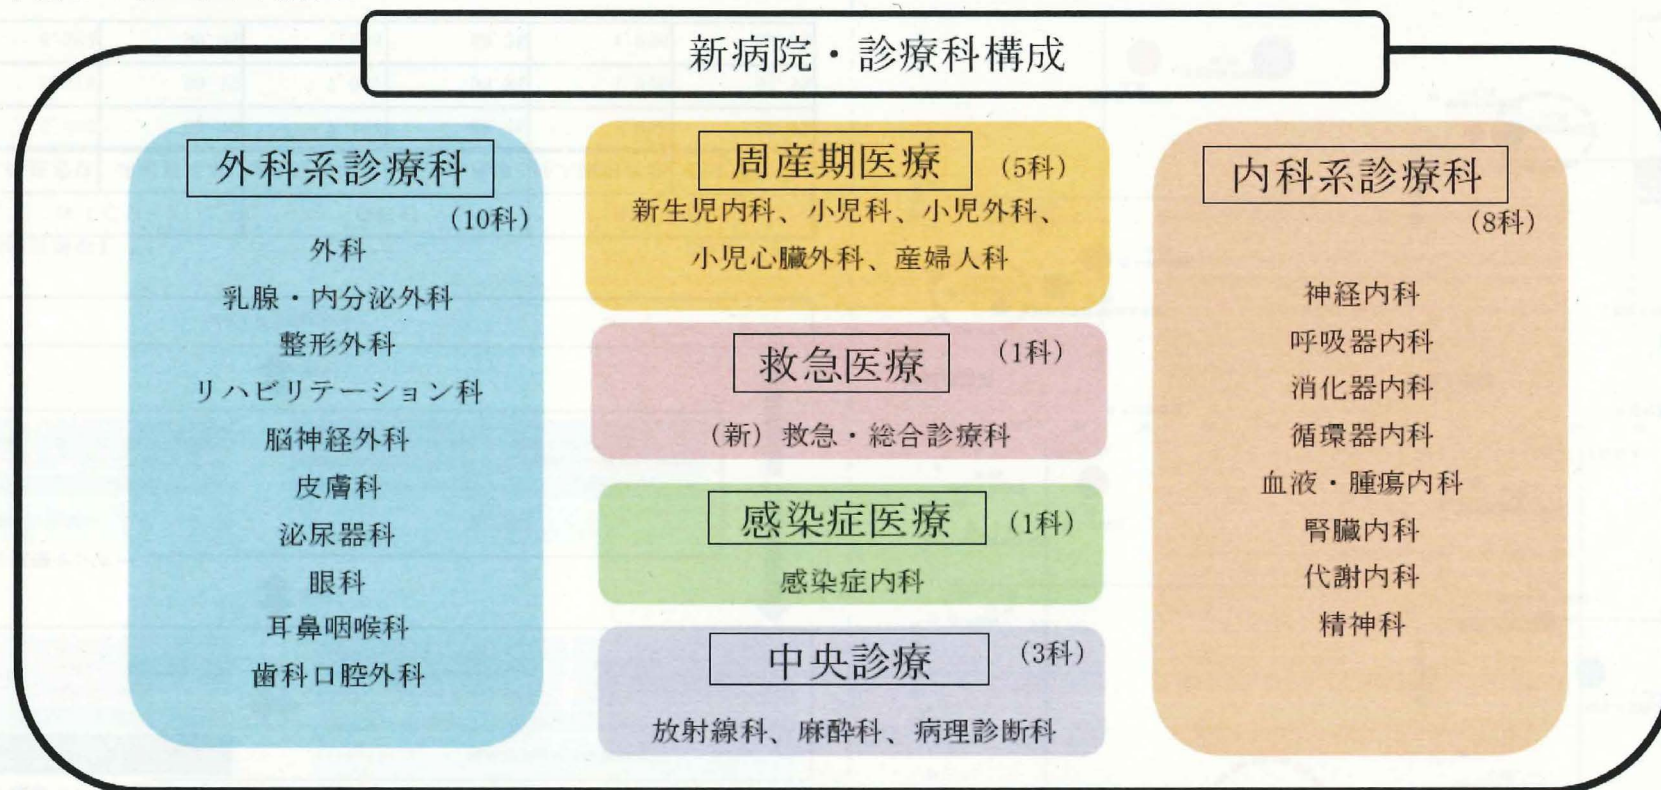 新病院・診療科構成
外科系診療科
(10科)
外科
乳腺・内分泌外科
整形外科
リハビリテーション科
脳神経外科
皮膚科
泌尿器科
眼科
耳鼻咽喉科
歯科口腔外科
周産期医療 (5科)
新生児内科、小児科、小児外科、
小児心臓外科、産婦人科
救急医療 (1科)
(新) 救急・総合診療科
感染症医療 (1科)
感染症内科
中央診療 (3科)
放射線科、麻酔科、病理診断科
内科系診療科
(8科)
神経内科
呼吸器内科
消化器内科
循環器内科
血液・腫瘍内科
腎臓内科
代謝内科
精神科